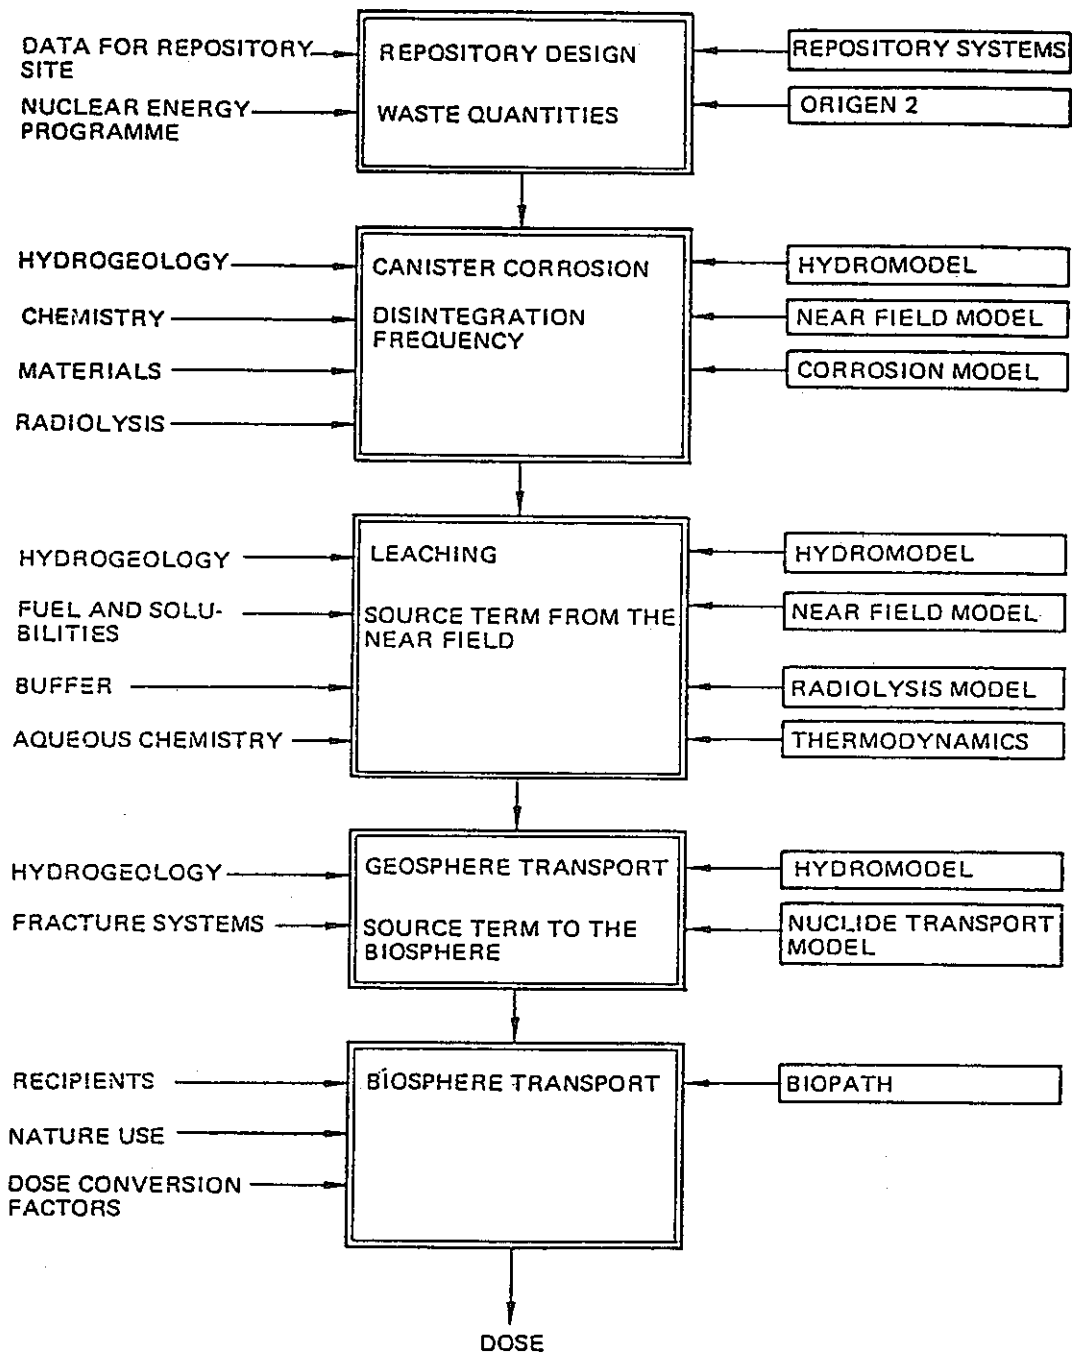 DATA FOR REPOSITORY
SITE
NUCLEAR ENERGY
PROGRAMME
REPOSITORY DESIGN
WASTE QUANTITIES
REPOSITORY SYSTEMS
ORIGEN 2
HYDROGEOLOGY
CHEMISTRY
MATERIALS
RADIOLYSIS
CANISTER CORROSION
DISINTEGRATION
FREQUENCY
HYDROMODEL
NEAR FIELD MODEL
CORROSION MODEL
HYDROGEOLOGY
FUEL AND SOLU-
BILITIES
BUFFER
AQUEOUS CHEMISTRY
LEACHING
SOURCE TERM FROM THE
NEAR FIELD
HYDROMODEL
NEAR FIELD MODEL
RADIOLYSIS MODEL
THERMODYNAMICS
HYDROGEOLOGY
FRACTURE SYSTEMS
GEOSPHERE TRANSPORT
SOURCE TERM TO THE
BIOSPHERE
HYDROMODEL
NUCLIDE TRANSPORT
MODEL
RECIPIENTS
NATURE USE
DOSE CONVERSION
FACTORS
BIOSPHERE TRANSPORT
BIOPATH
DOSE